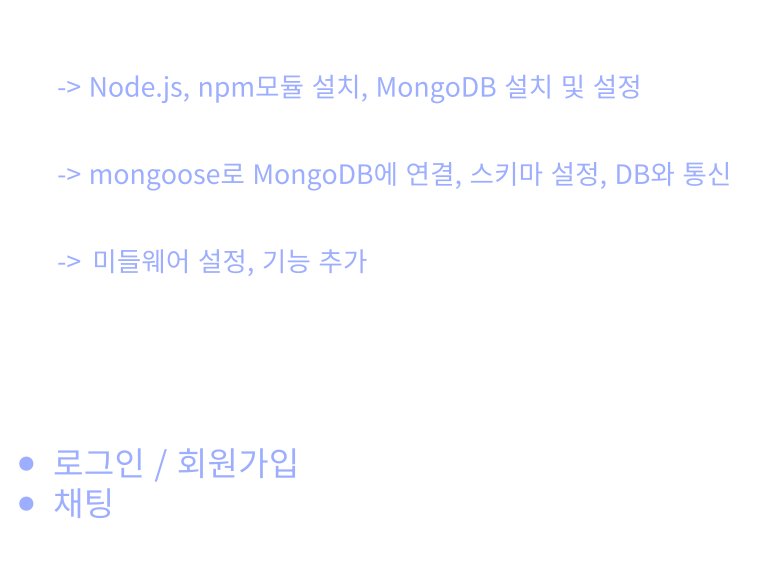 -> Node.js, npm모듈 설치, MongoDB 설치 및 설정
-> mongoose로 MongoDB에 연결, 스키마 설정, DB와 통신
-> 미들웨어 설정, 기능 추가
● 로그인 / 회원가입
● 채팅